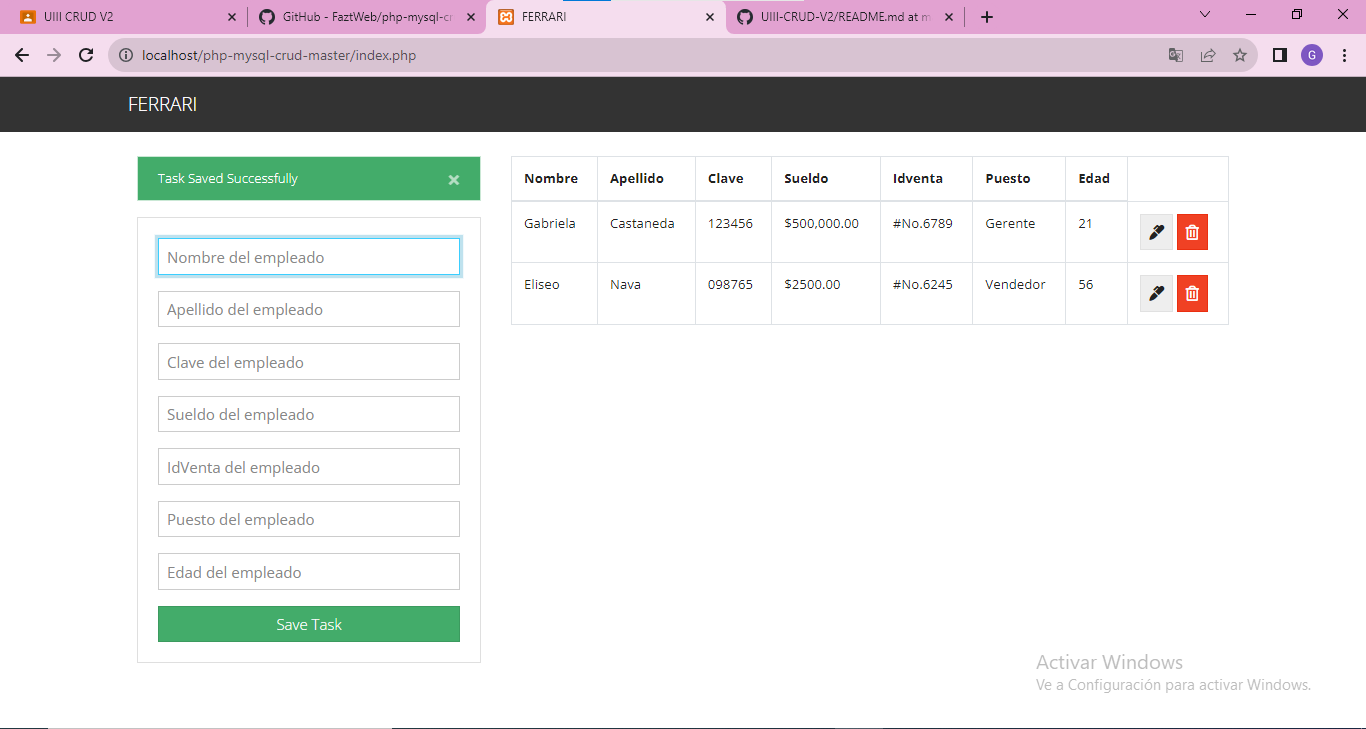 UIII CRUD V2
GitHub - FaztWeb/php-mysql-cr
FERRARI
UIII-CRUD-V2/README.md at m
localhost/php-mysql-crud-master/index.php
G
FERRARI
Task Saved Successfully ×
Nombre del empleado
Apellido del empleado
Clave del empleado
Sueldo del empleado
IdVenta del empleado
Puesto del empleado
Edad del empleado
Save Task
Nombre Apellido Clave Sueldo Idventa Puesto Edad
Gabriela Castaneda 123456 $500,000.00 #No.6789 Gerente 21
Eliseo Nava 098765 $2500.00 #No.6245 Vendedor 56
Activar Windows
Ve a Configuración para activar Windows.